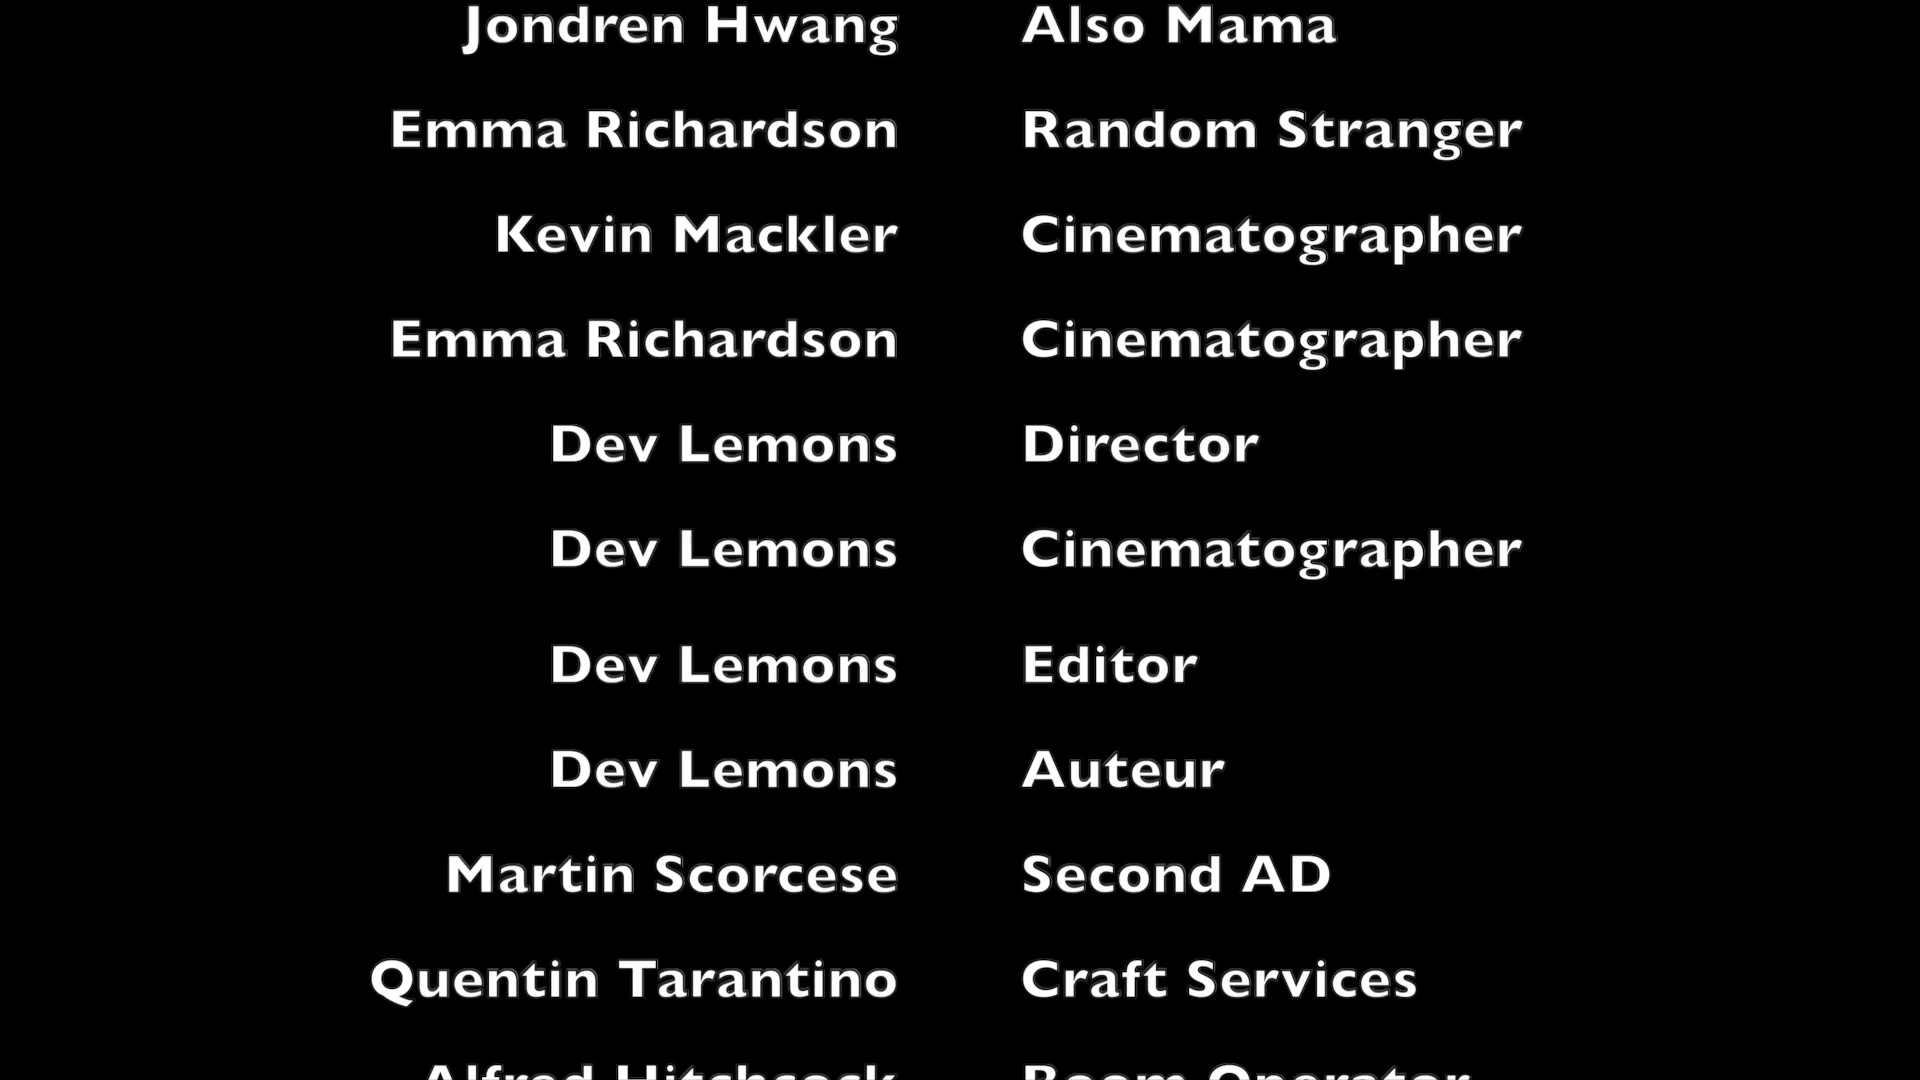 Jondren Hwang Also Mama
Emma Richardson Random Stranger
Kevin Mackler Cinematographer
Emma Richardson Cinematographer
Dev Lemons Director
Dev Lemons Cinematographer
Dev Lemons Editor
Dev Lemons Auteur
Martin Scorcese Second AD
Quentin Tarantino Craft Services
Alfred Hitchcock Boom Operator